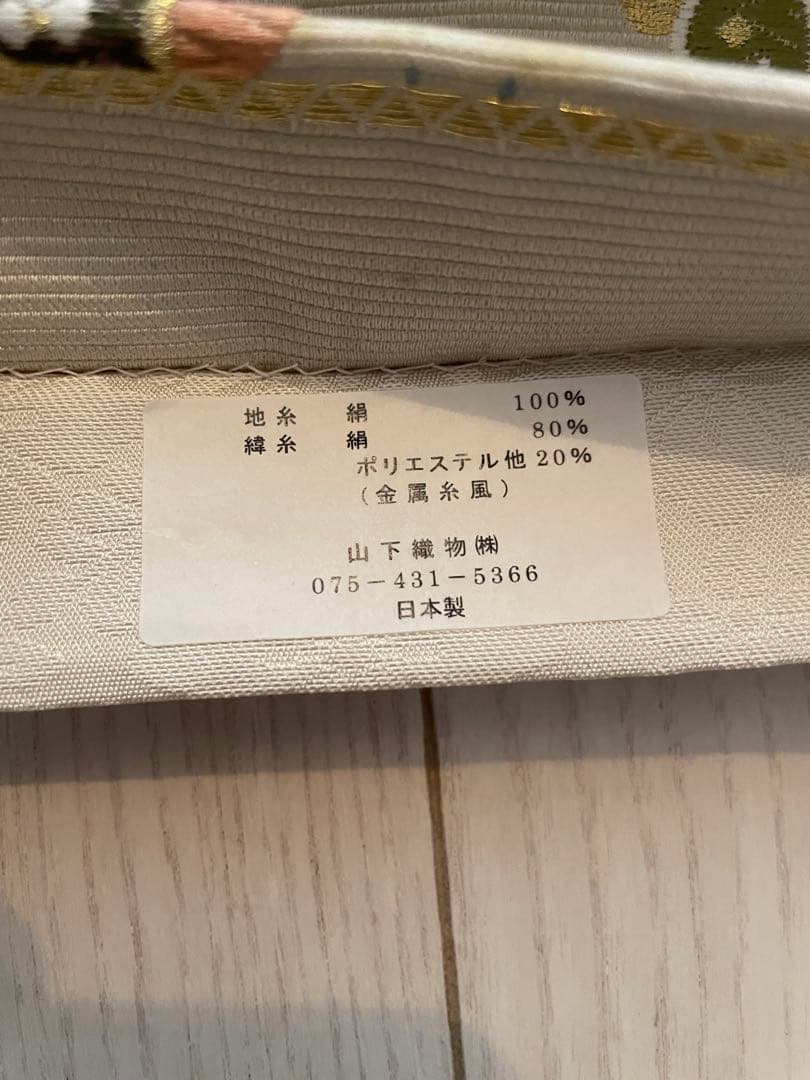 地糸 絹 100%
緯糸 絹 80%
ポリエステル他 20%
(金属糸風)
山下織物㈱
075-431-5366
日本製